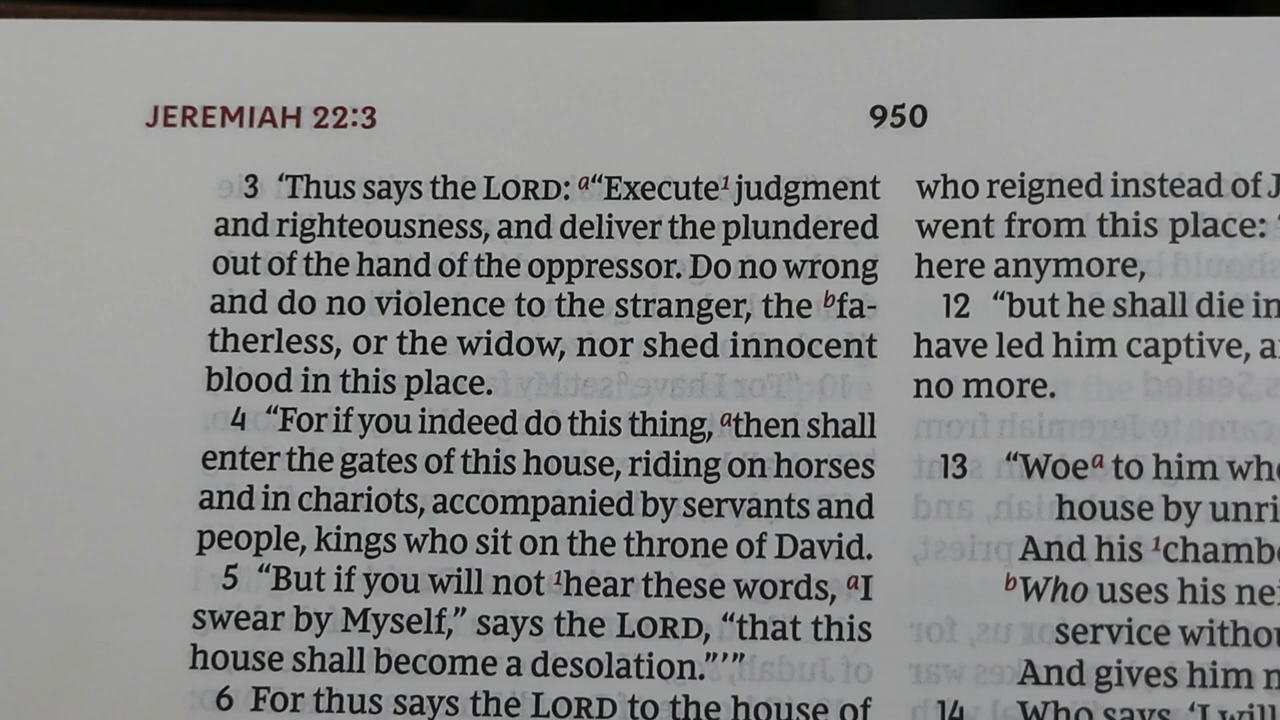 JEREMIAH 22:3
950
3 ‘Thus says the LORD: a“Execute1 judgment
and righteousness, and deliver the plundered
out of the hand of the oppressor. Do no wrong
and do no violence to the stranger, the bfa-
therless, or the widow, nor shed innocent
blood in this place.
4 “For if you indeed do this thing, athen shall
enter the gates of this house, riding on horses
and in chariots, accompanied by servants and
people, kings who sit on the throne of David.
5 “But if you will not 1hear these words, aI
swear by Myself,” says the LORD, “that this
house shall become a desolation.”’”
6 For thus says the LORD to the house of
who reigned instead of J
went from this place:
here anymore,
12 “but he shall die in
have led him captive, a
no more.
13 “Woea to him who
house by unri
And his 1chamb
bWho uses his nei
service withou
And gives him n
14 Who says, ‘I will